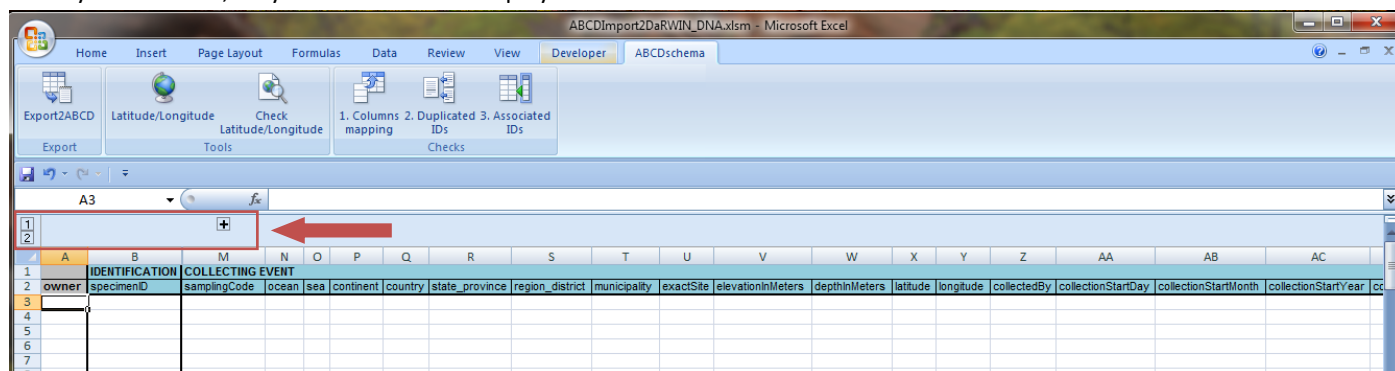 ABCDImport2DaRWIN_DNA.xlsm - Microsoft Excel
Home Insert Page Layout Formulas Data Review View Developer ABCDschema
Export2ABCD Latitude/Longitude Check Latitude/Longitude 1. Columns mapping 2. Duplicated IDs 3. Associated IDs
Export Tools Checks
A3 fx
1
2
A B M N O P Q R S T U V W X Y Z AA AB AC
1 IDENTIFICATION COLLECTING EVENT
2 owner specimenID samplingCode ocean sea continent country state_province region_district municipality exactSite elevationInMeters depthInMeters latitude longitude collectedBy collectionStartDay collectionStartMonth collectionStartYear
3
4
5
6
7